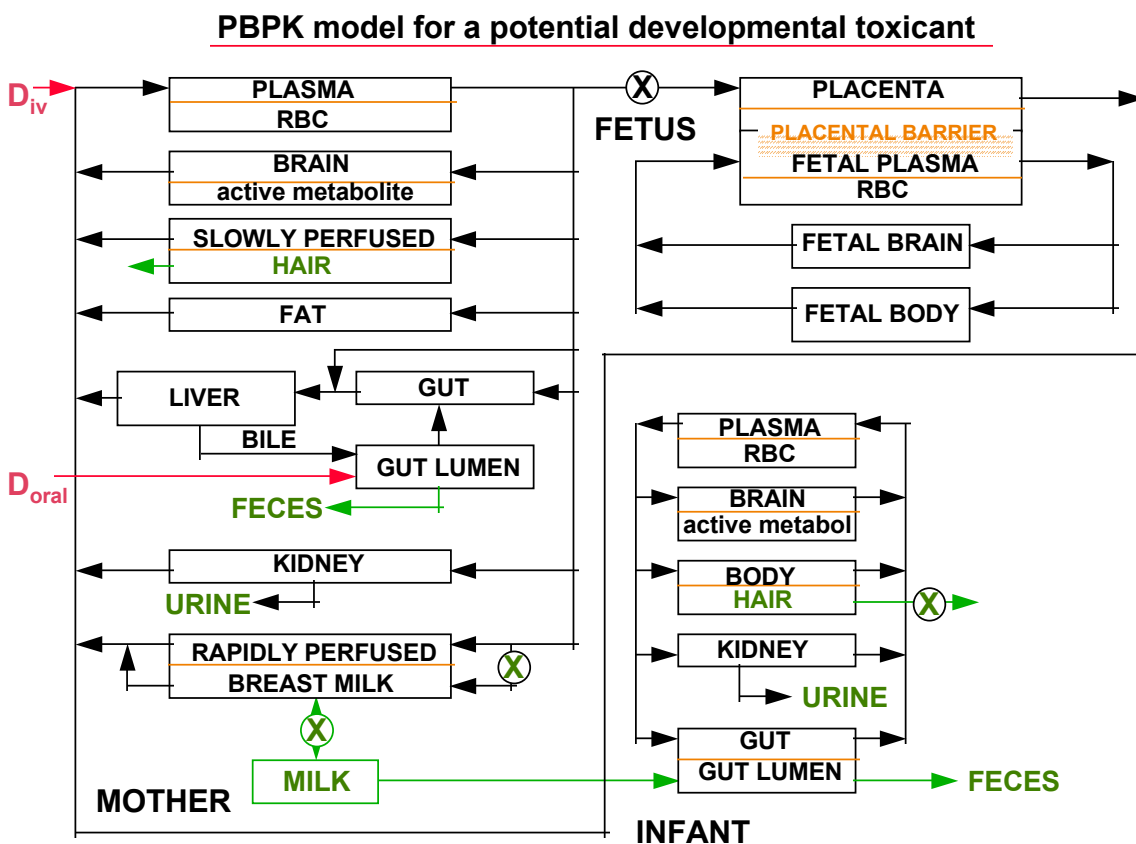 PBPK model for a potential developmental toxicant
Div
PLASMA
RBC
BRAIN
active metabolite
SLOWLY PERFUSED
HAIR
FAT
LIVER
GUT
BILE
GUT LUMEN
Doral
FECES
KIDNEY
URINE
RAPIDLY PERFUSED
BREAST MILK
X
X
MILK
MOTHER
X
FETUS
PLACENTA
PLACENTAL BARRIER
FETAL PLASMA
RBC
FETAL BRAIN
FETAL BODY
PLASMA
RBC
BRAIN
active metabol
BODY
HAIR
X
KIDNEY
URINE
GUT
GUT LUMEN
FECES
INFANT